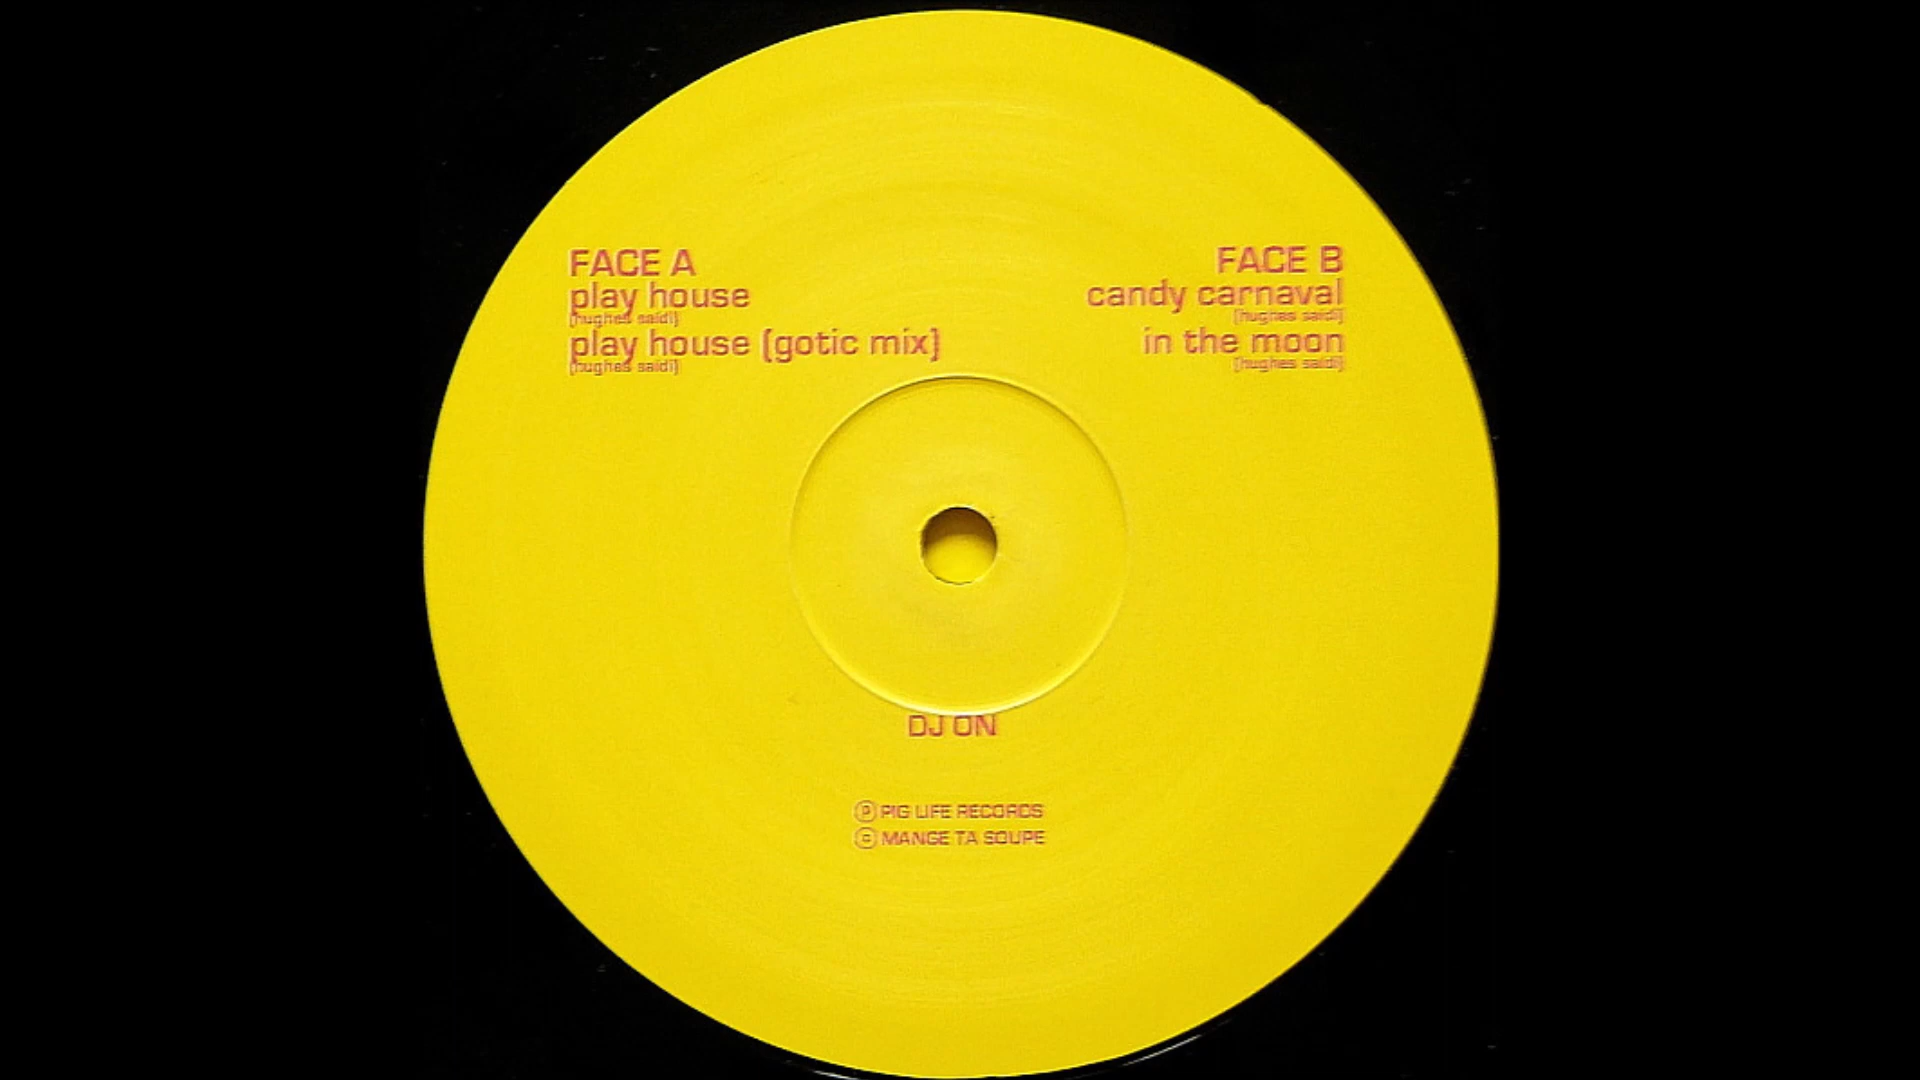 FACE A
play house
(hughes saidi)
play house (gotic mix)
(hughes saidi)
FACE B
candy carnaval
(hughes saidi)
in the moon
(hughes saidi)
DJ ON
Ⓟ PIG LIFE RECORDS
© MANGE TA SOUPE